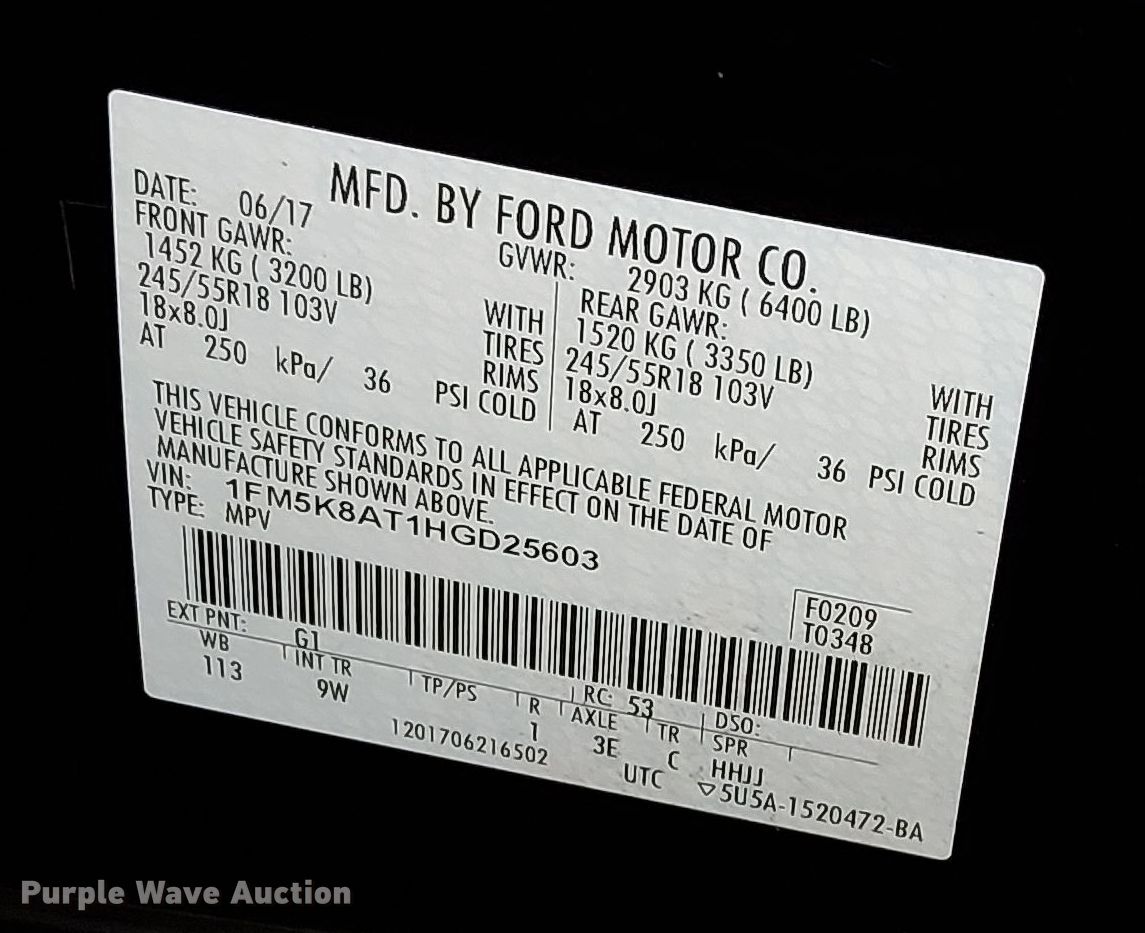 MFD. BY FORD MOTOR CO.
DATE: 06/17 GVWR: 2903 KG ( 6400 LB)
FRONT GAWR: REAR GAWR:
1452 KG ( 3200 LB) WITH 1520 KG ( 3350 LB) WITH
245/55R18 103V TIRES 245/55R18 103V TIRES
18x8.0J RIMS 18x8.0J RIMS
AT 250 kPa/ 36 PSI COLD AT 250 kPa/ 36 PSI COLD
THIS VEHICLE CONFORMS TO ALL APPLICABLE FEDERAL MOTOR
VEHICLE SAFETY STANDARDS IN EFFECT ON THE DATE OF
MANUFACTURE SHOWN ABOVE.
VIN: 1FM5K8AT1HGD25603
TYPE: MPV
F0209
T0348
EXT PNT: G1 RC: 53 DSO:
WB INT TR TP/PS R AXLE TR SPR
113 9W 1 3E C HHJJ
1201706216502 UTC ▽5U5A-1520472-BA
Purple Wave Auction